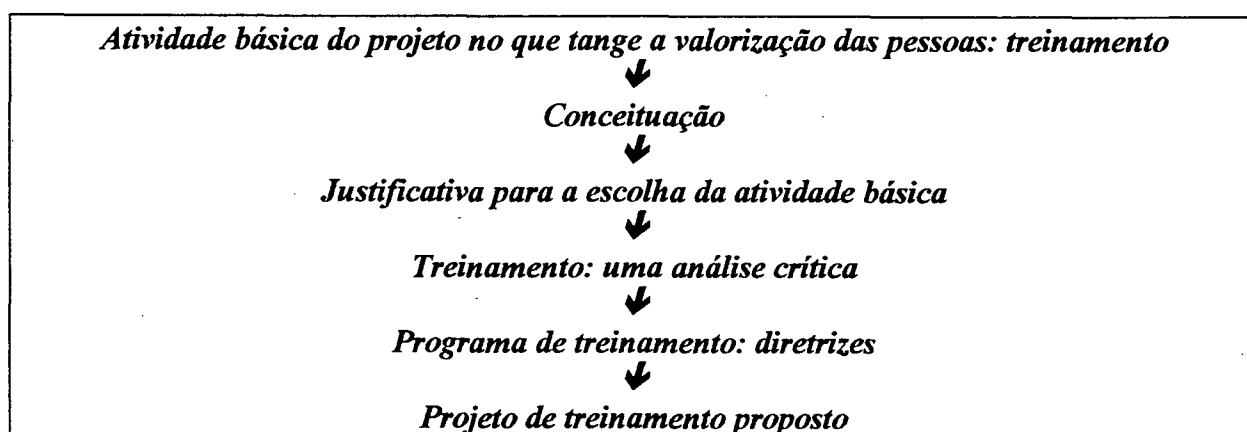 Atividade básica do projeto no que tange a valorização das pessoas: treinamento
Conceituação
Justificativa para a escolha da atividade básica
Treinamento: uma análise crítica
Programa de treinamento: diretrizes
Projeto de treinamento proposto